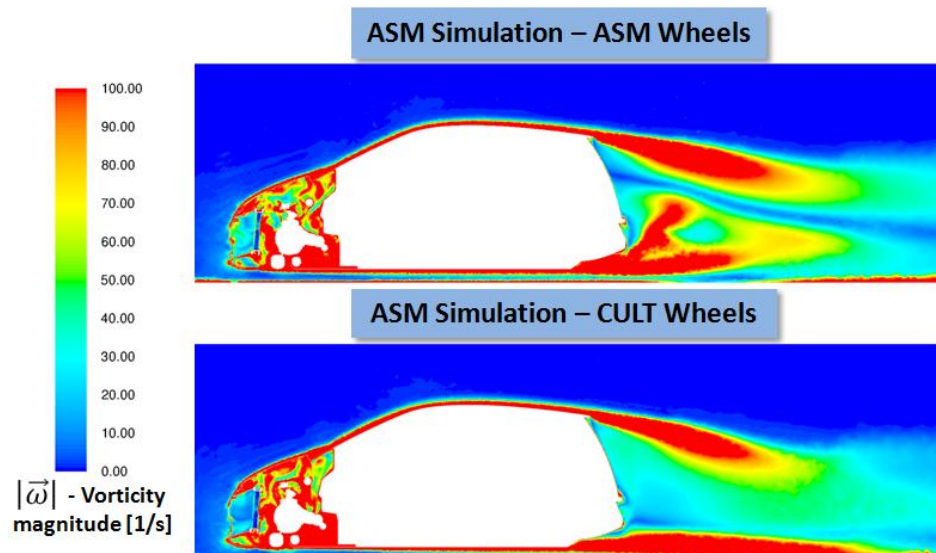 ASM Simulation – ASM Wheels
100.00
90.00
80.00
70.00
60.00
50.00
40.00
30.00
20.00
10.00
0.00
|ω⃗| - Vorticity
magnitude [1/s]
ASM Simulation – CULT Wheels